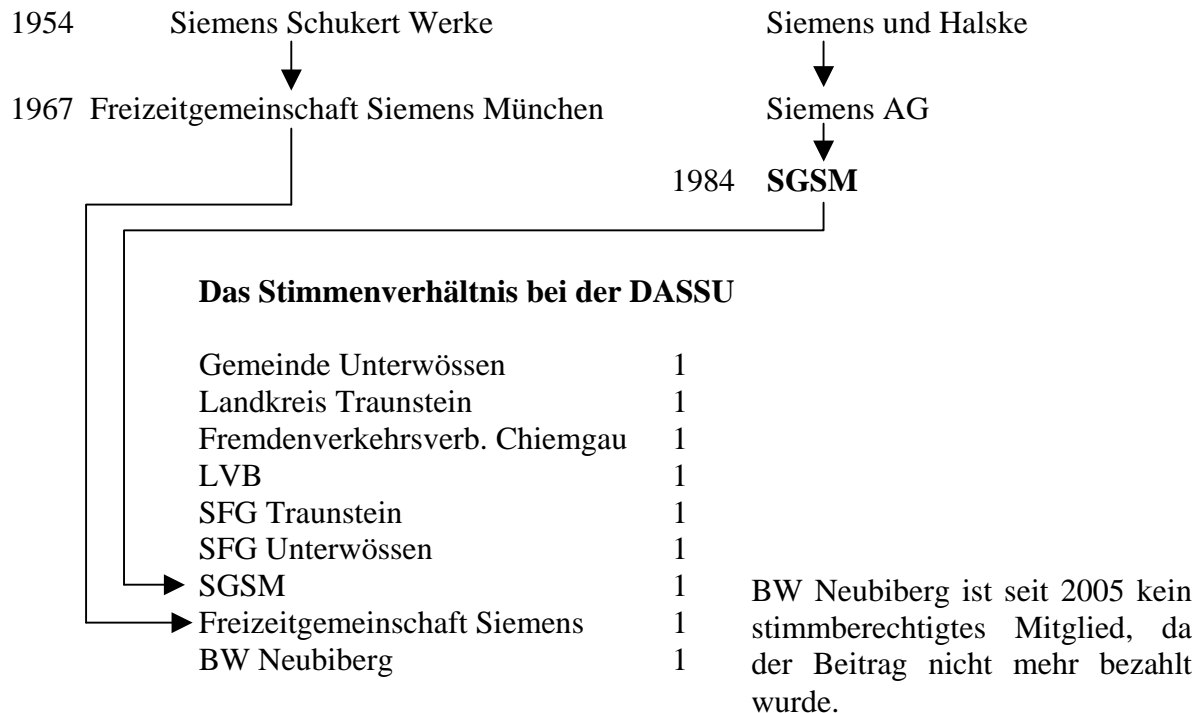 1954 Siemens Schukert Werke Siemens und Halske
1967 Freizeitgemeinschaft Siemens München Siemens AG
1984 SGSM
Das Stimmenverhältnis bei der DASSU
Gemeinde Unterwössen 1
Landkreis Traunstein 1
Fremdenverkehrsverb. Chiemgau 1
LVB 1
SFG Traunstein 1
SFG Unterwössen 1
SGSM 1
Freizeitgemeinschaft Siemens 1
BW Neubiberg 1
BW Neubiberg ist seit 2005 kein
stimmberechtigtes Mitglied, da
der Beitrag nicht mehr bezahlt
wurde.